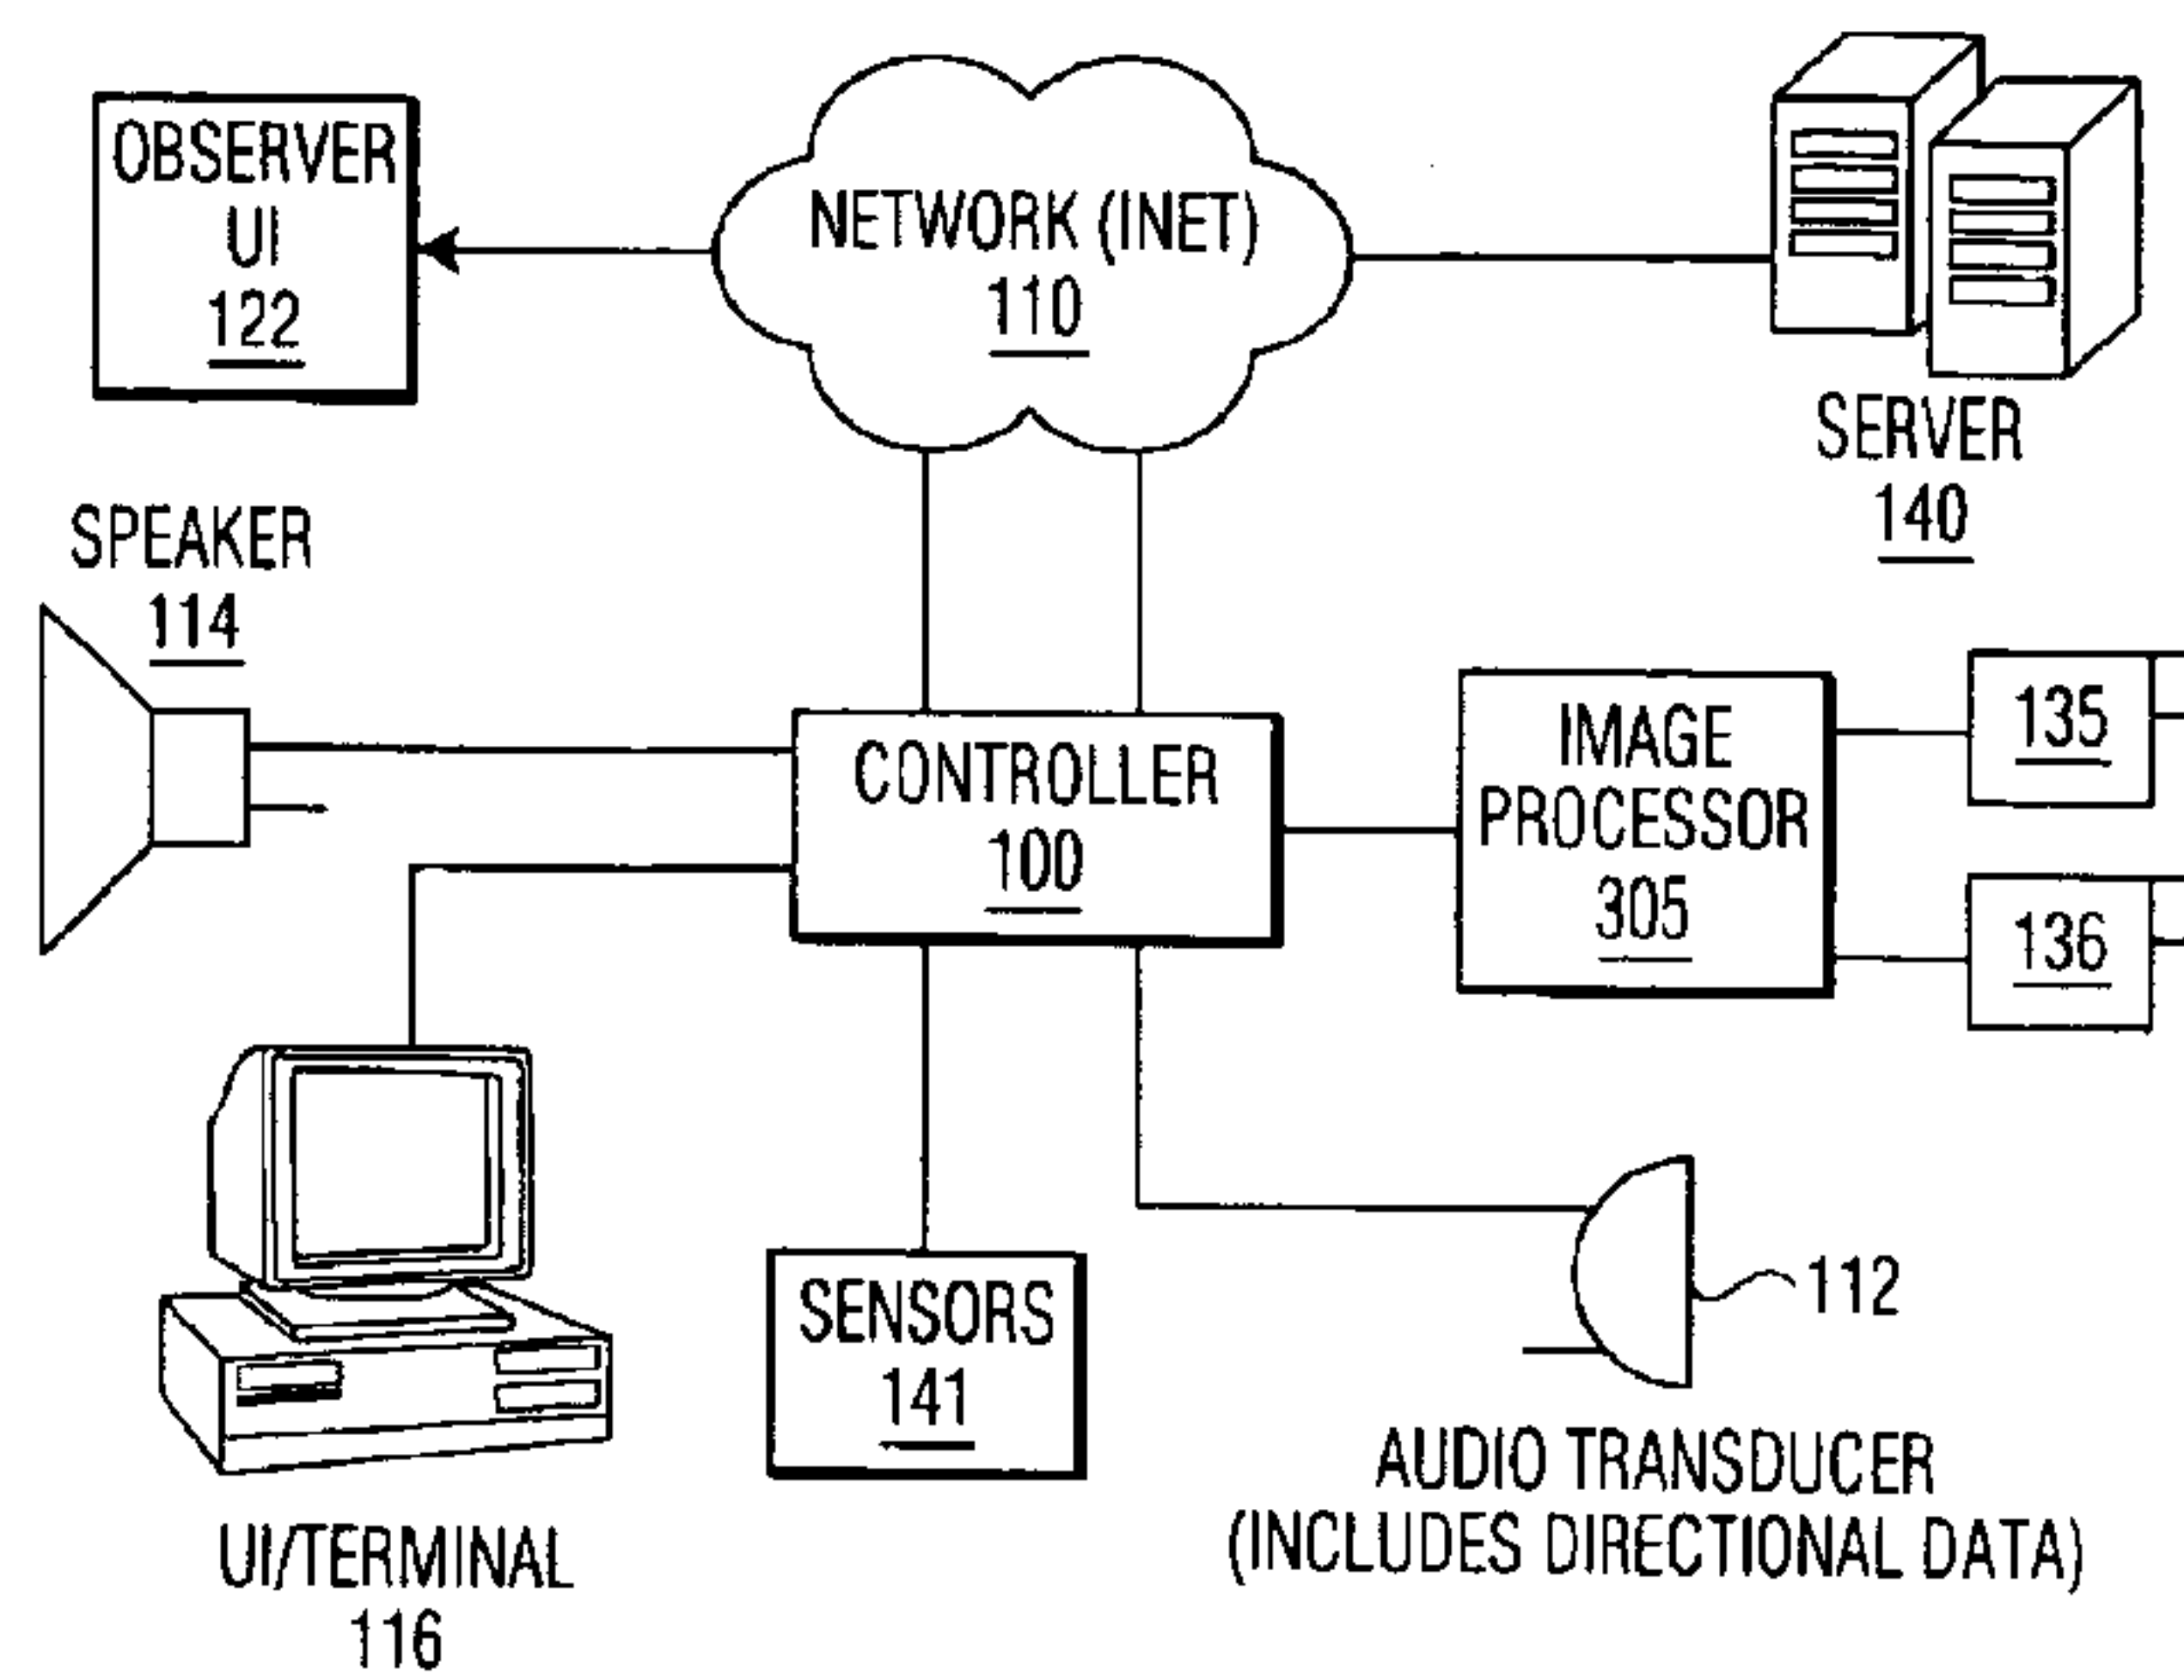 OBSERVER
UI
122
NETWORK (INET)
110
SERVER
140
SPEAKER
114
CONTROLLER
100
IMAGE
PROCESSOR
305
135
136
UI/TERMINAL
116
SENSORS
141
112
AUDIO TRANSDUCER
(INCLUDES DIRECTIONAL DATA)